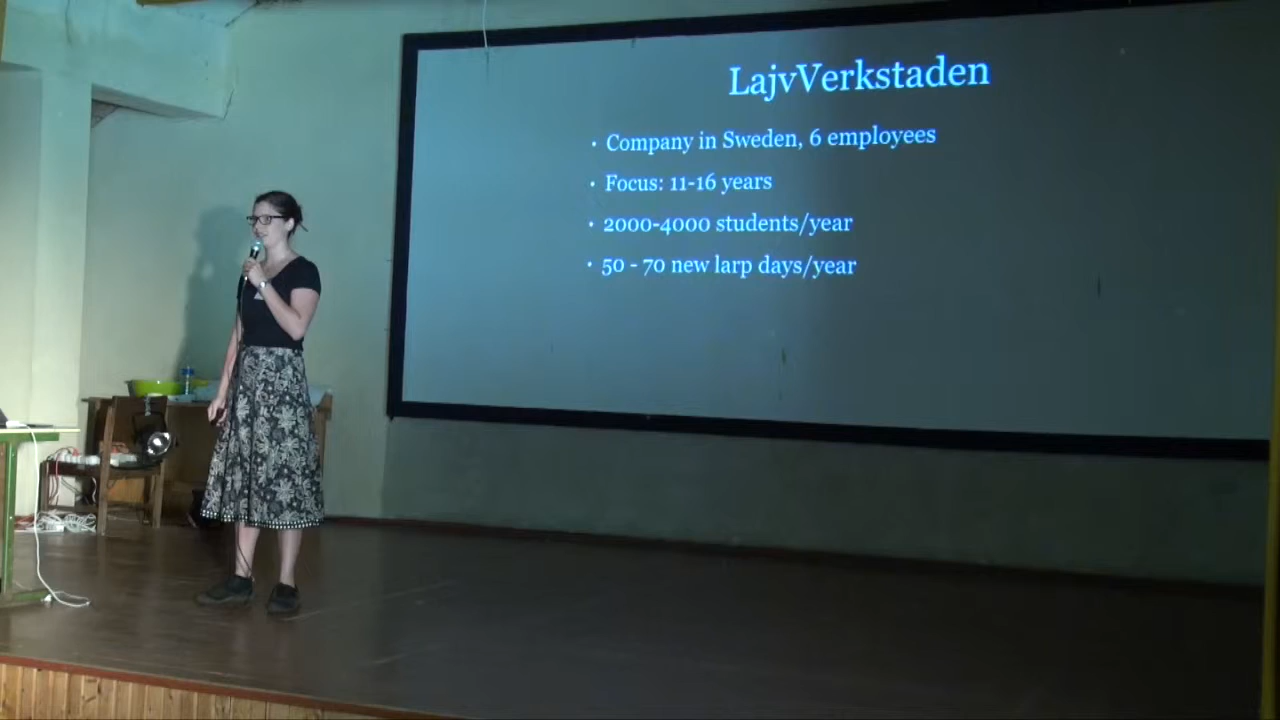 LajvVerkstaden
• Company in Sweden, 6 employees
• Focus: 11-16 years
• 2000-4000 students/year
• 50 - 70 new larp days/year